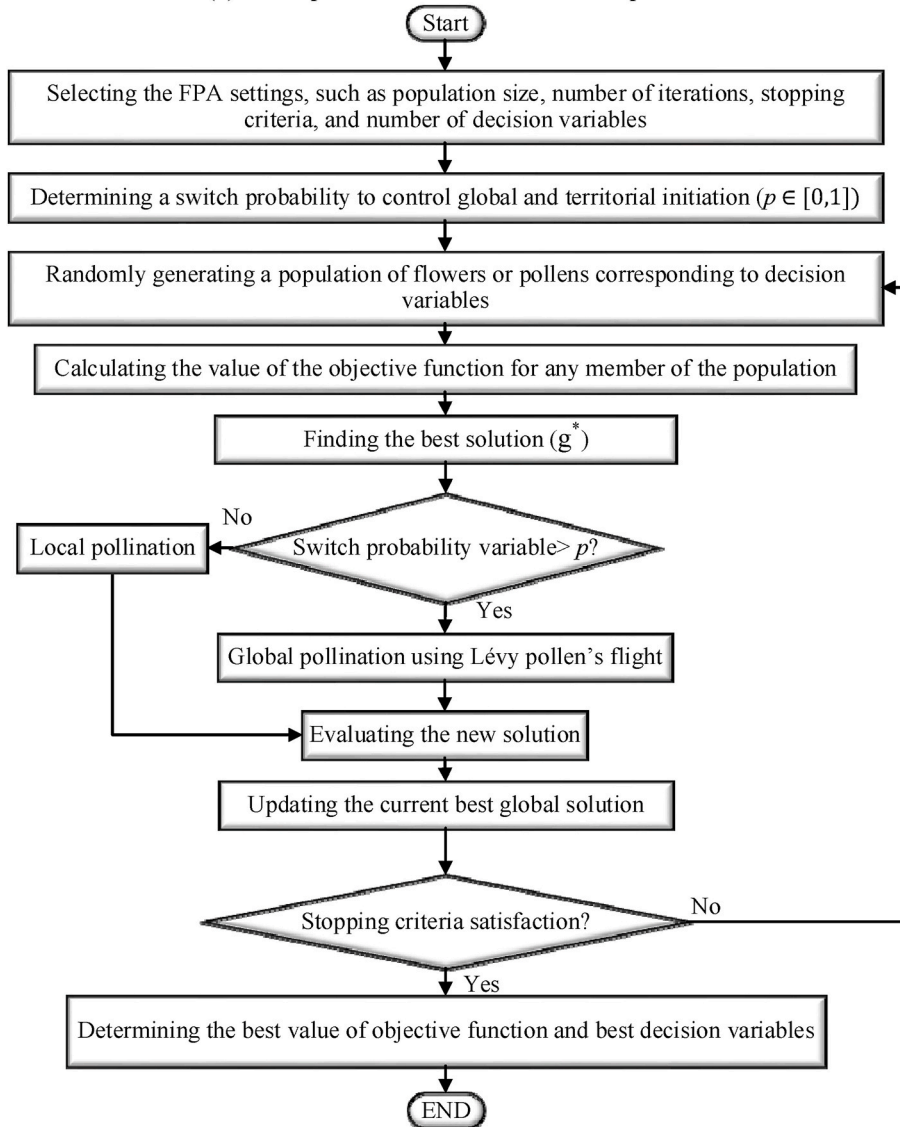 Start
Selecting the FPA settings, such as population size, number of iterations, stopping
criteria, and number of decision variables
Determining a switch probability to control global and territorial initiation (p ∈ [0,1])
Randomly generating a population of flowers or pollens corresponding to decision
variables
Calculating the value of the objective function for any member of the population
Finding the best solution (g*)
No
Local pollination
Switch probability variable> p?
Yes
Global pollination using Lévy pollen's flight
Evaluating the new solution
Updating the current best global solution
Stopping criteria satisfaction?
No
Yes
Determining the best value of objective function and best decision variables
END